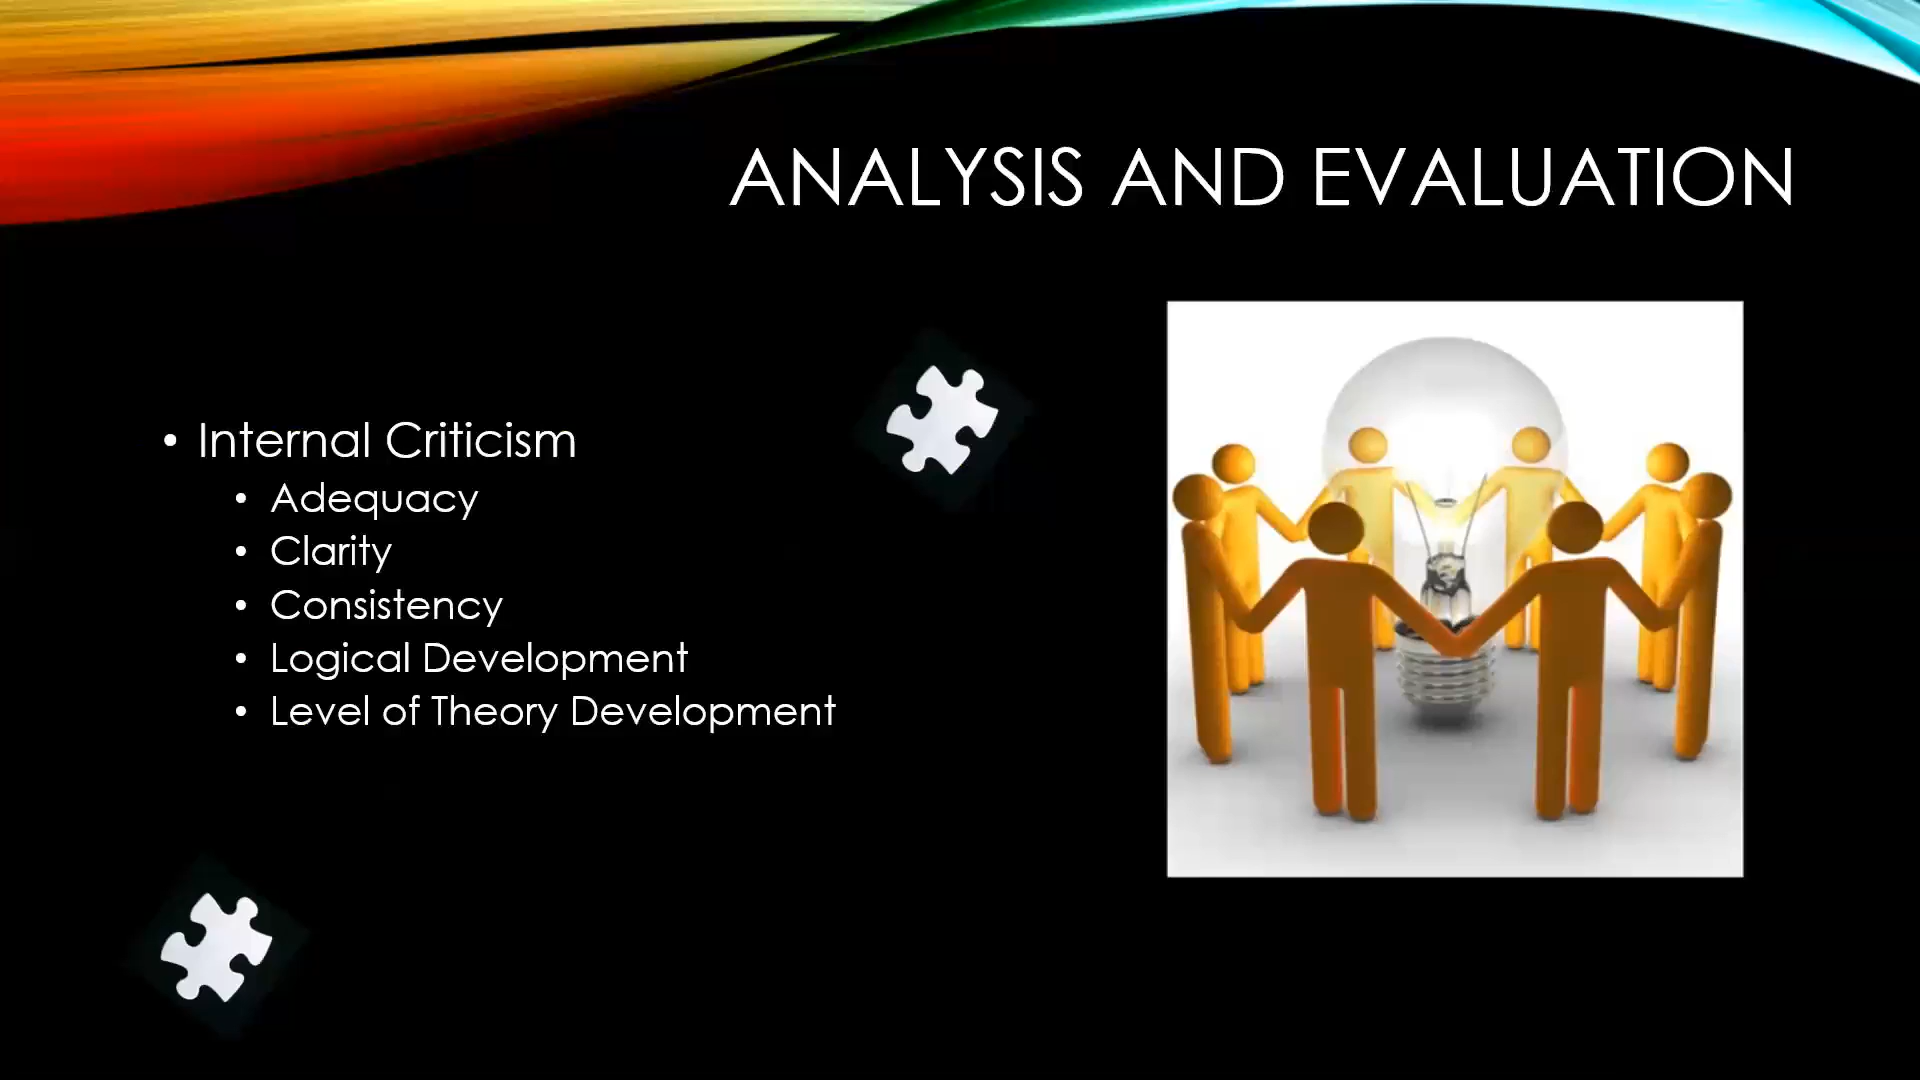 ANALYSIS AND EVALUATION
• Internal Criticism
• Adequacy
• Clarity
• Consistency
• Logical Development
• Level of Theory Development